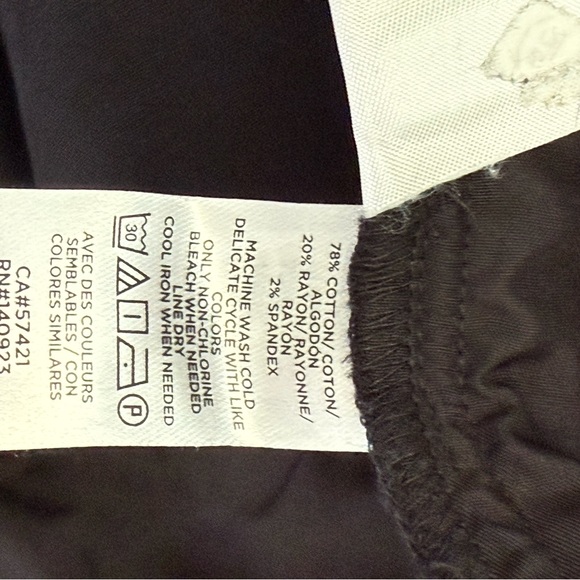 78% COTTON/ COTON/
ALGODÓN
20% RAYON/ RAYONNE/
RAYÓN
2% SPANDEX
MACHINE WASH COLD
DELICATE CYCLE WITH LIKE
COLORS
ONLY NON-CHLORINE
BLEACH WHEN NEEDED
LINE DRY
COOL IRON WHEN NEEDED
30
P
AVEC DES COULEURS
SEMBLABLES / CON
COLORES SIMILARES
CA#57421
RN#140923